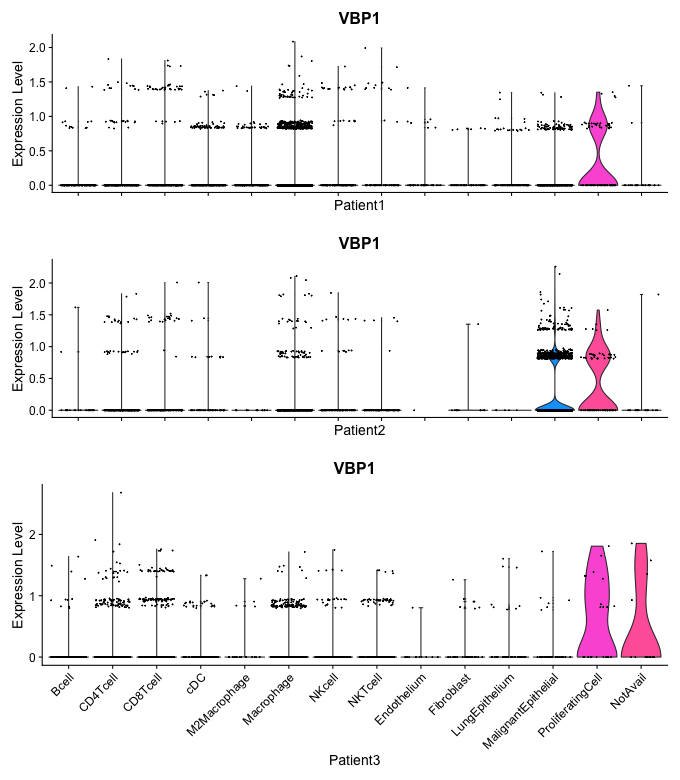 VBP1
Expression Level
2.0
1.5
1.0
0.5
0.0
Patient1
VBP1
Expression Level
2.0
1.5
1.0
0.5
0.0
Patient2
VBP1
Expression Level
2
1
0
Bcell
CD4Tcell
CD8Tcell
cDC
M2Macrophage
Macrophage
NKcell
NKTcell
Endothelium
Fibroblast
LungEpithelium
MalignantEpithelial
ProliferatingCell
NotAvail
Patient3